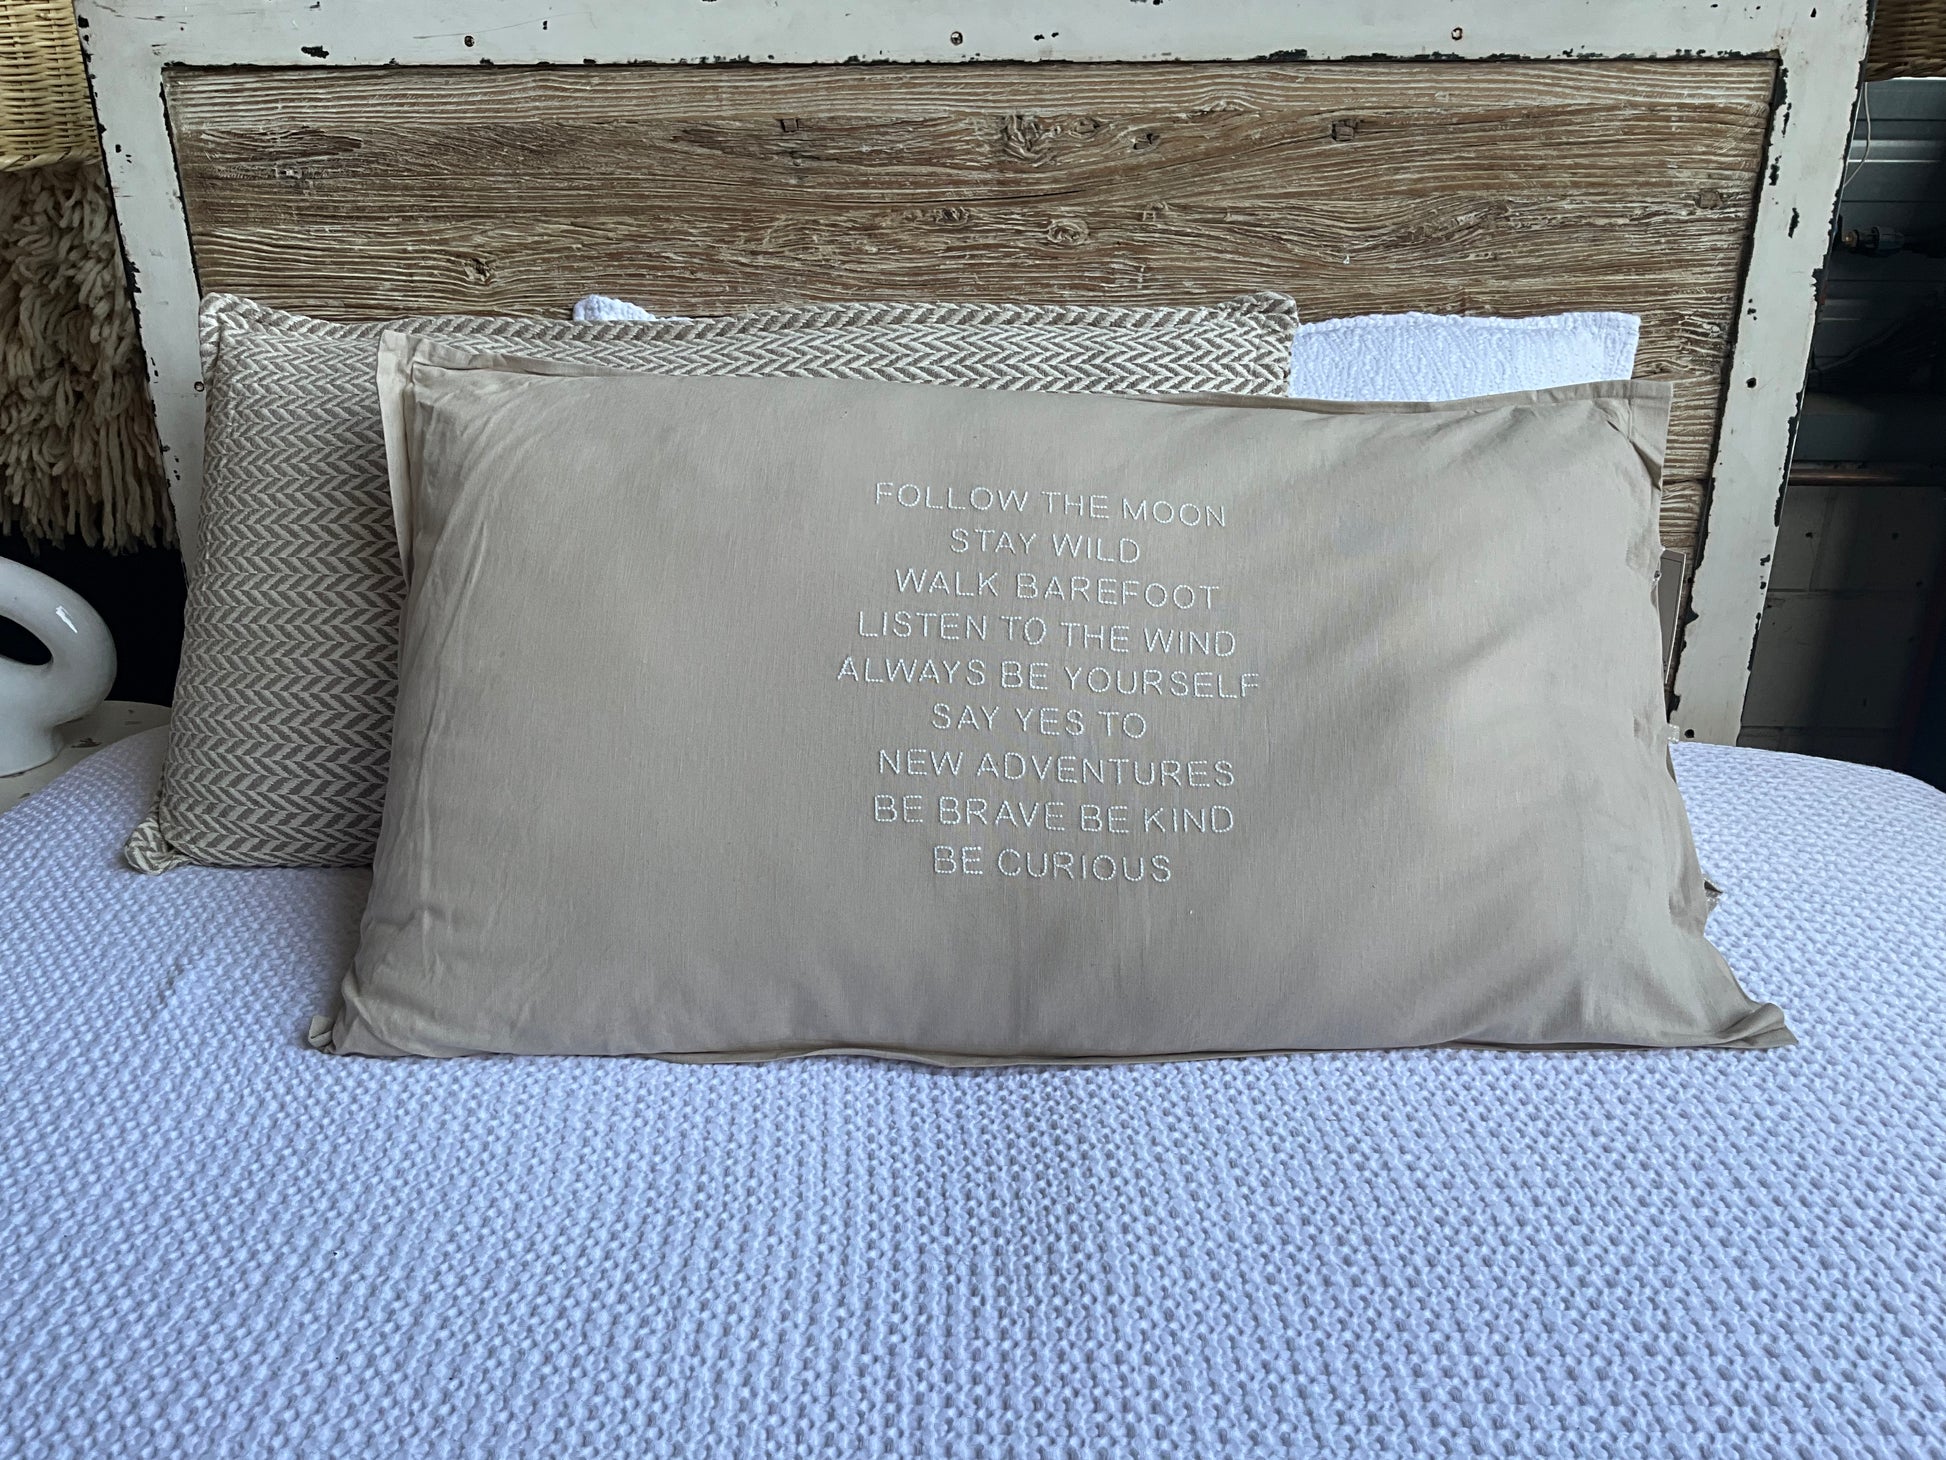 FOLLOW THE MOON
STAY WILD
WALK BAREFOOT
LISTEN TO THE WIND
ALWAYS BE YOURSELF
SAY YES TO
NEW ADVENTURES
BE BRAVE BE KIND
BE CURIOUS